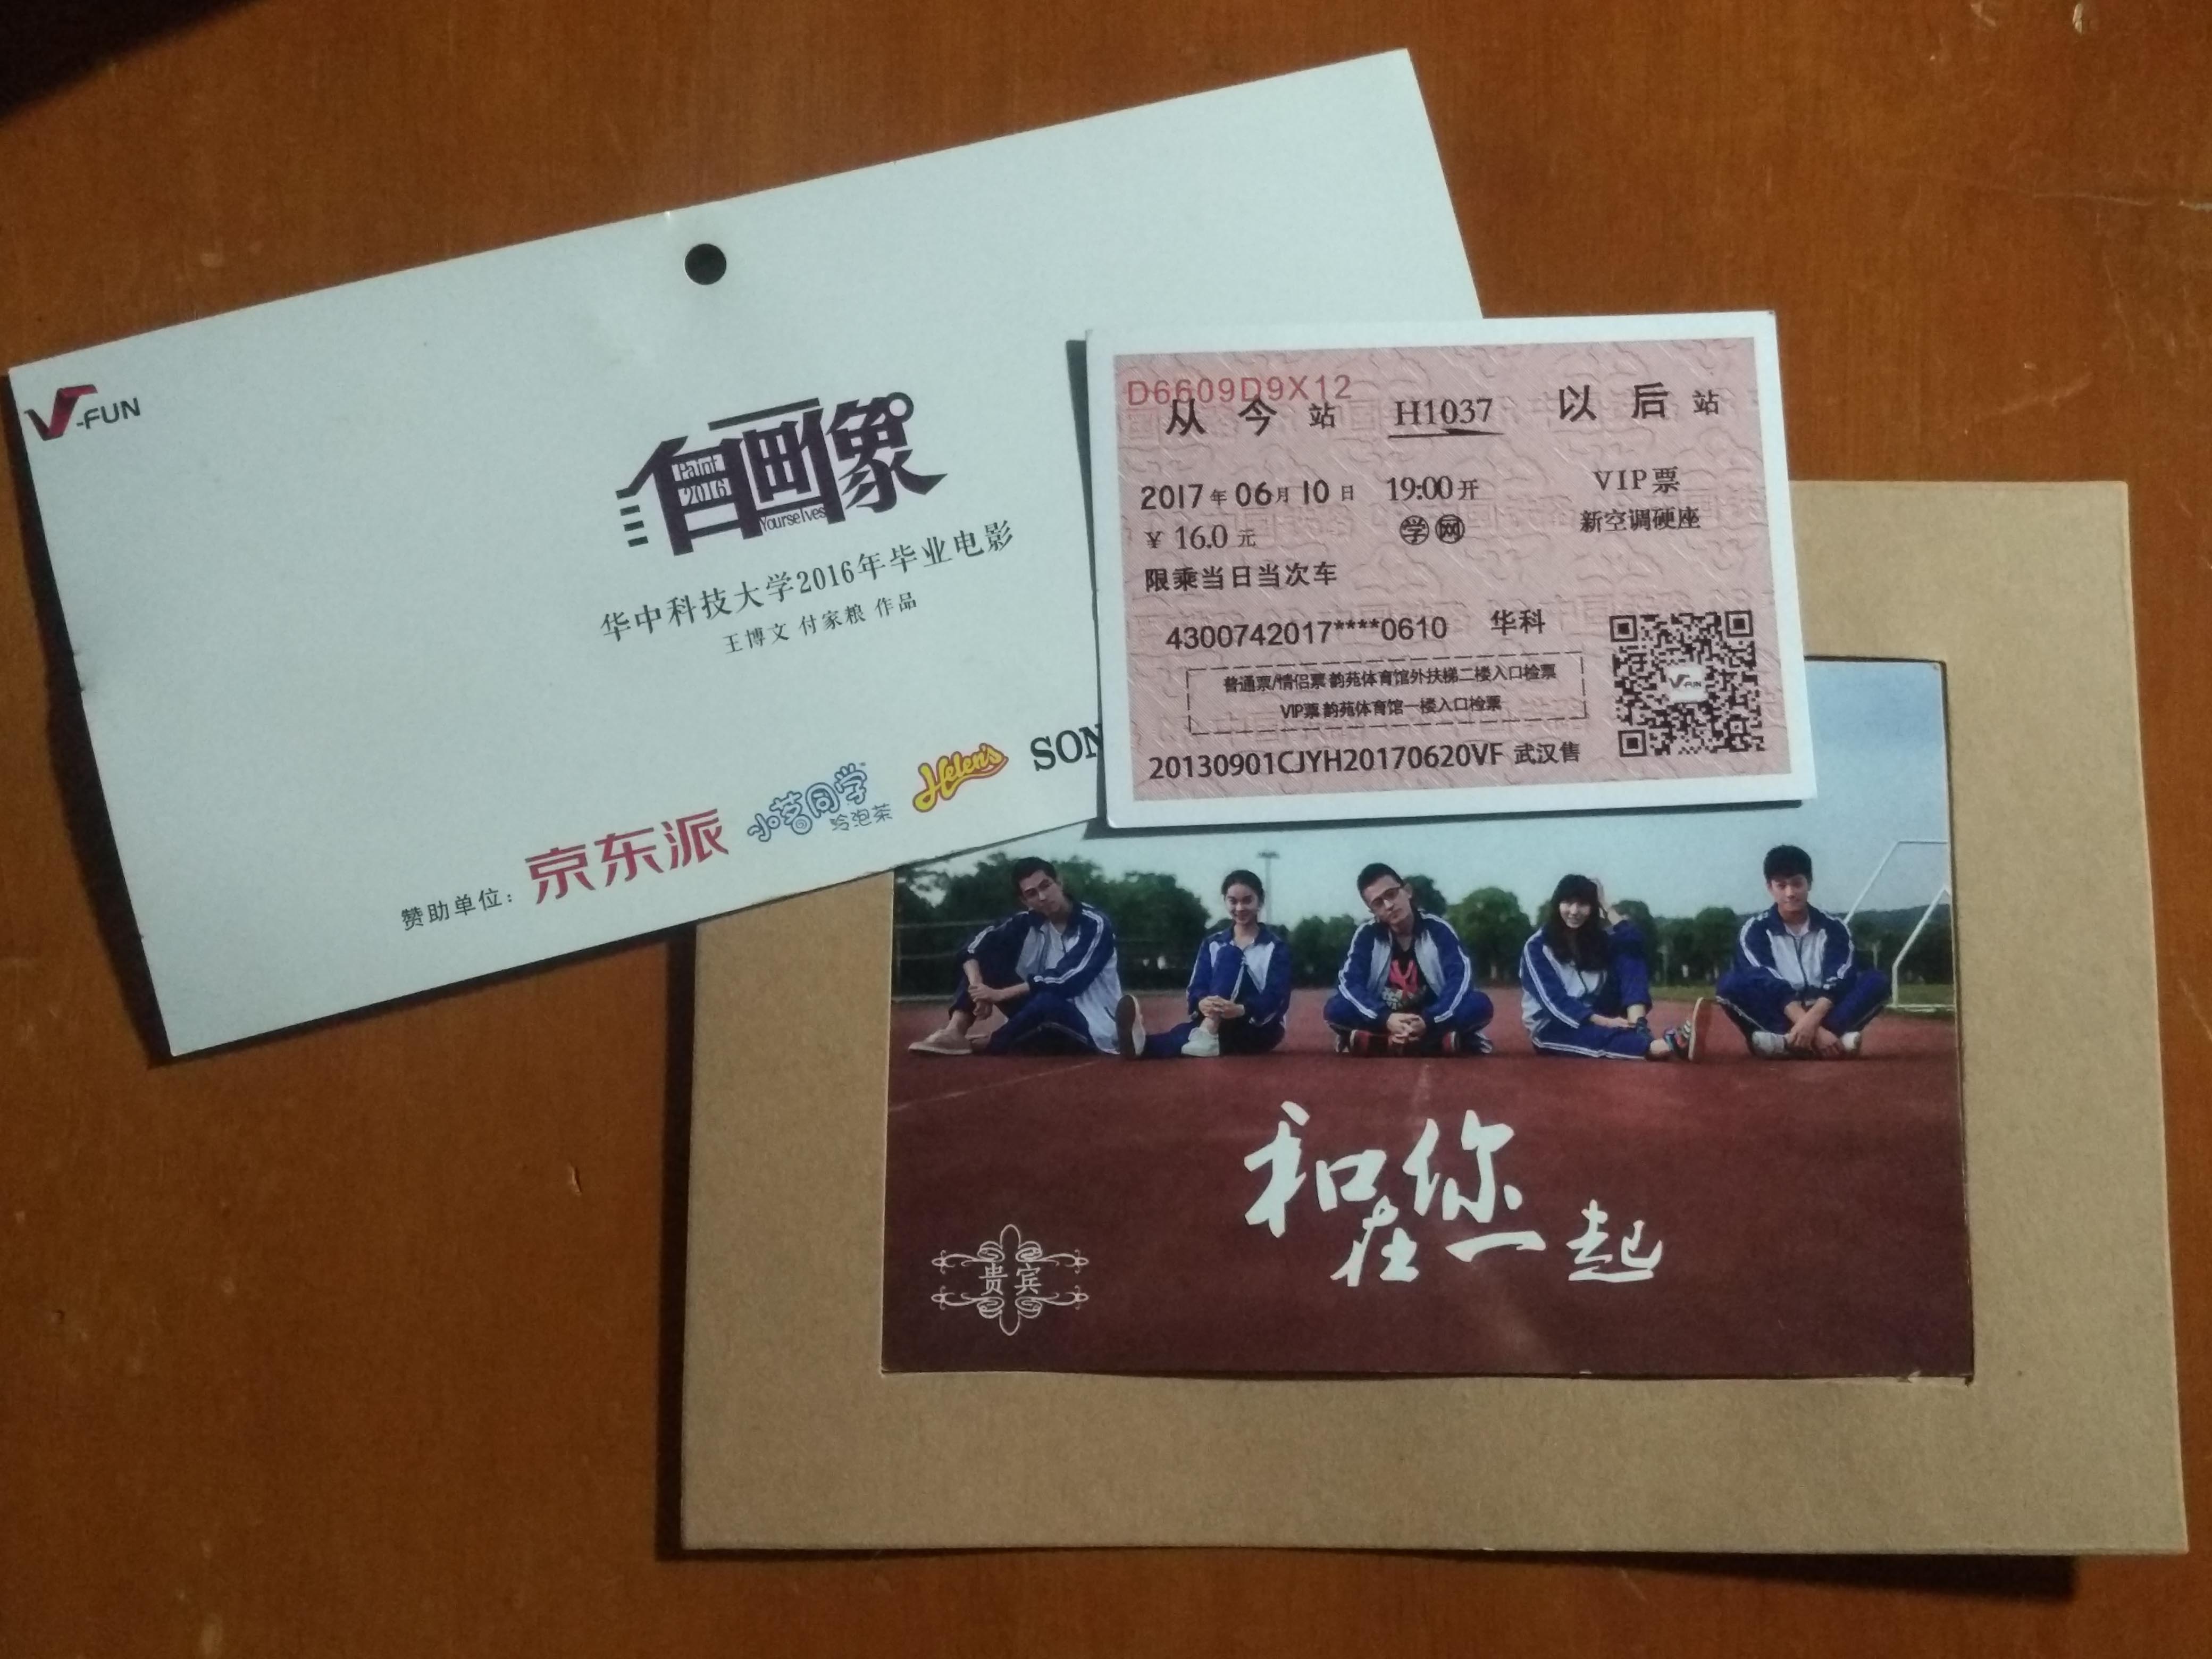 V-FUN
自画像
Paint
2016
Yourselves
华中科技大学2016年毕业电影
王博文 付家粮 作品
赞助单位：
京东派
小茗同学
冷泡茶
Helen's
SON
D6609D9X12
从今 站 H1037 以后 站
2017年06月10日 19:00开 VIP票
¥ 16.0元 学 网 新空调硬座
限乘当日当次车
4300742017****0610 华科
普通票/情侣票 韵苑体育馆外扶梯二楼入口检票
VIP票 韵苑体育馆一楼入口检票
20130901CJYH20170620VF 武汉售
V-FUN
和你
在一起
贵宾